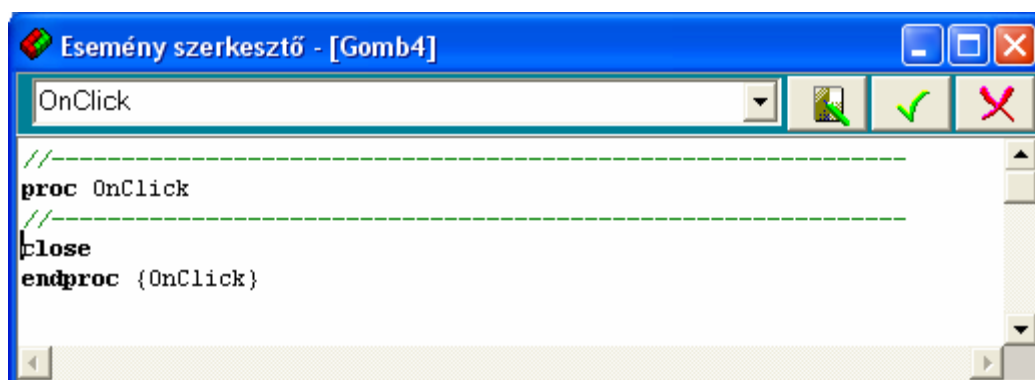 Esemény szerkesztő - [Gomb4]
OnClick
//-------------------------------------------------------------
proc OnClick
//-------------------------------------------------------------
close
endproc {OnClick}